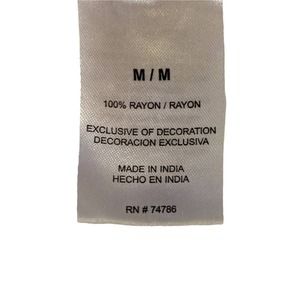 M / M
100% RAYON / RAYON
EXCLUSIVE OF DECORATION
DECORACION EXCLUSIVA
MADE IN INDIA
HECHO EN INDIA
RN # 74786